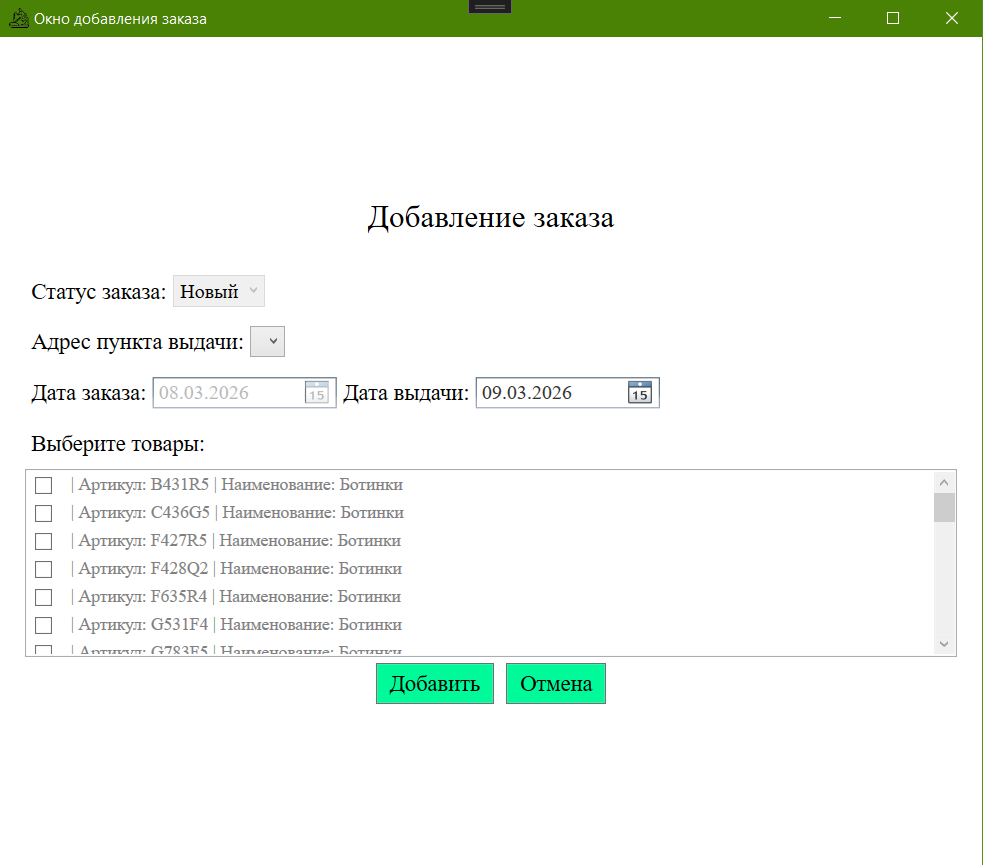 Окно добавления заказа
Добавление заказа
Статус заказа: Новый
Адрес пункта выдачи:
Дата заказа: 08.03.2026 15 Дата выдачи: 09.03.2026 15
Выберите товары:
| Артикул: B431R5 | Наименование: Ботинки
| Артикул: C436G5 | Наименование: Ботинки
| Артикул: F427R5 | Наименование: Ботинки
| Артикул: F428Q2 | Наименование: Ботинки
| Артикул: F635R4 | Наименование: Ботинки
| Артикул: G531F4 | Наименование: Ботинки
| Артикул: G783F5 | Наименование: Ботинки
Добавить Отмена